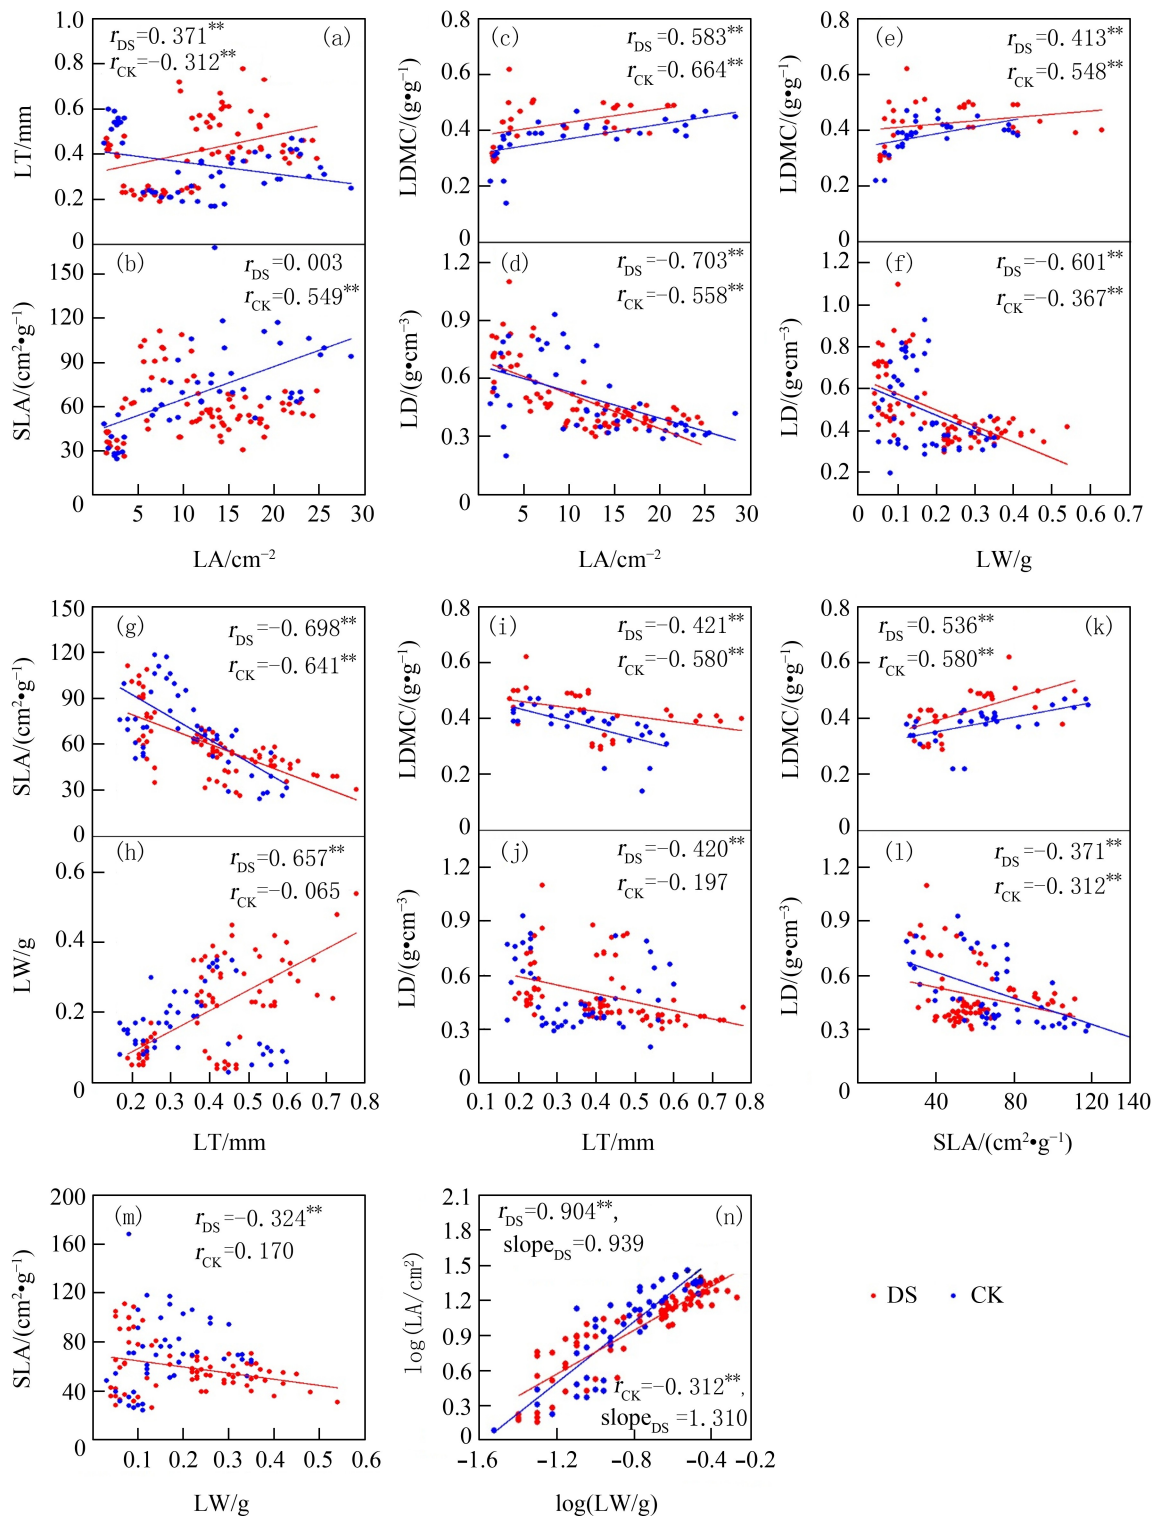 (a)
r_DS=0.371**
r_CK=−0.312**
LT/mm
1.0
0.8
0.6
0.4
0.2
0
(b)
r_DS=0.003
r_CK=0.549**
SLA/(cm²•g⁻¹)
150
120
90
60
30
0
5 10 15 20 25 30
LA/cm⁻²
(c)
r_DS=0.583**
r_CK=0.664**
LDMC/(g•g⁻¹)
0.8
0.6
0.4
0.2
0
(d)
r_DS=−0.703**
r_CK=−0.558**
LD/(g•cm⁻³)
1.2
0.9
0.6
0.3
0
5 10 15 20 25 30
LA/cm⁻²
(e)
r_DS=0.413**
r_CK=0.548**
LDMC/(g•g⁻¹)
0.8
0.6
0.4
0.2
0
(f)
r_DS=−0.601**
r_CK=−0.367**
LD/(g•cm⁻³)
1.2
1.0
0.8
0.6
0.4
0.2
0 0.1 0.2 0.3 0.4 0.5 0.6 0.7
LW/g
(g)
r_DS=−0.698**
r_CK=−0.641**
SLA/(cm²•g⁻¹)
150
120
90
60
30
0
(h)
r_DS=0.657**
r_CK=−0.065
LW/g
0.6
0.4
0.2
0
0.2 0.3 0.4 0.5 0.6 0.7 0.8
LT/mm
(i)
r_DS=−0.421**
r_CK=−0.580**
LDMC/(g•g⁻¹)
0.8
0.6
0.4
0.2
0
(j)
r_DS=−0.420**
r_CK=−0.197
LD/(g•cm⁻³)
1.2
0.9
0.6
0.3
0
0.1 0.2 0.3 0.4 0.5 0.6 0.7 0.8
LT/mm
(k)
r_DS=0.536**
r_CK=0.580**
LDMC/(g•g⁻¹)
0.8
0.6
0.4
0.2
0
(l)
r_DS=−0.371**
r_CK=−0.312**
LD/(g•cm⁻³)
1.2
0.9
0.6
0.3
0
40 80 120 140
SLA/(cm²•g⁻¹)
(m)
r_DS=−0.324**
r_CK=0.170
SLA/(cm²•g⁻¹)
200
160
120
80
40
0
0.1 0.2 0.3 0.4 0.5 0.6
LW/g
(n)
r_DS=0.904**,
slope_DS=0.939
r_CK=−0.312**,
slope_DS=1.310
log(LA/cm²)
2.1
1.8
1.5
1.2
0.9
0.6
0.3
0
−1.6 −1.2 −0.8 −0.4 −0.2
log(LW/g)
DS CK